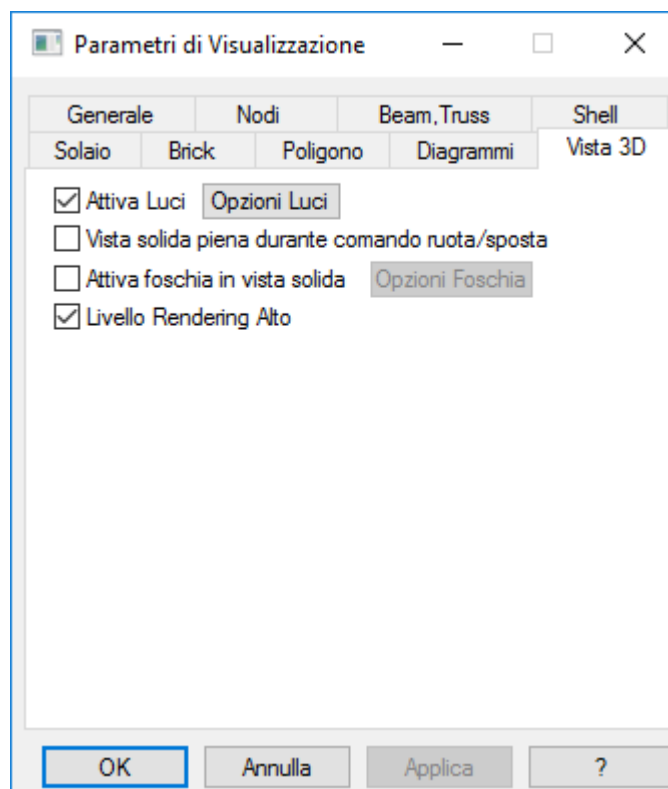 Parametri di Visualizzazione
Generale Nodi Beam,Truss Shell
Solaio Brick Poligono Diagrammi Vista 3D
Attiva Luci Opzioni Luci
Vista solida piena durante comando ruota/sposta
Attiva foschia in vista solida Opzioni Foschia
Livello Rendering Alto
OK Annulla Applica ?